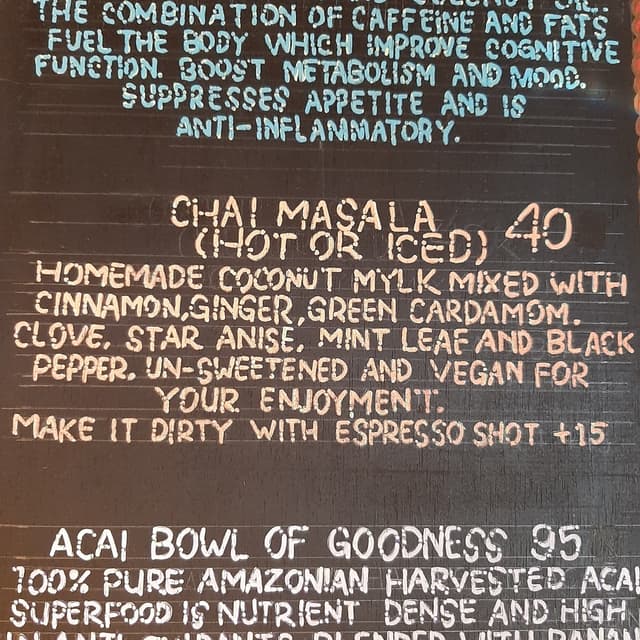 THE COMBINATION OF CAFFEINE AND FATS
FUEL THE BODY WHICH IMPROVE COGNITIVE
FUNCTION. BOOST METABOLISM AND MOOD.
SUPPRESSES APPETITE AND IS
ANTI-INFLAMMATORY.
CHAI MASALA 40
(HOT OR ICED)
HOMEMADE COCONUT MYLK MIXED WITH
CINNAMON,GINGER,GREEN CARDAMOM.
CLOVE. STAR ANISE. MINT LEAF AND BLACK
PEPPER. UN-SWEETENED AND VEGAN FOR
YOUR ENJOYMENT.
MAKE IT DIRTY WITH ESPRESSO SHOT +15
ACAI BOWL OF GOODNESS 95
100% PURE AMAZONIAN HARVESTED ACAI
SUPERFOOD IS NUTRIENT DENSE AND HIGH